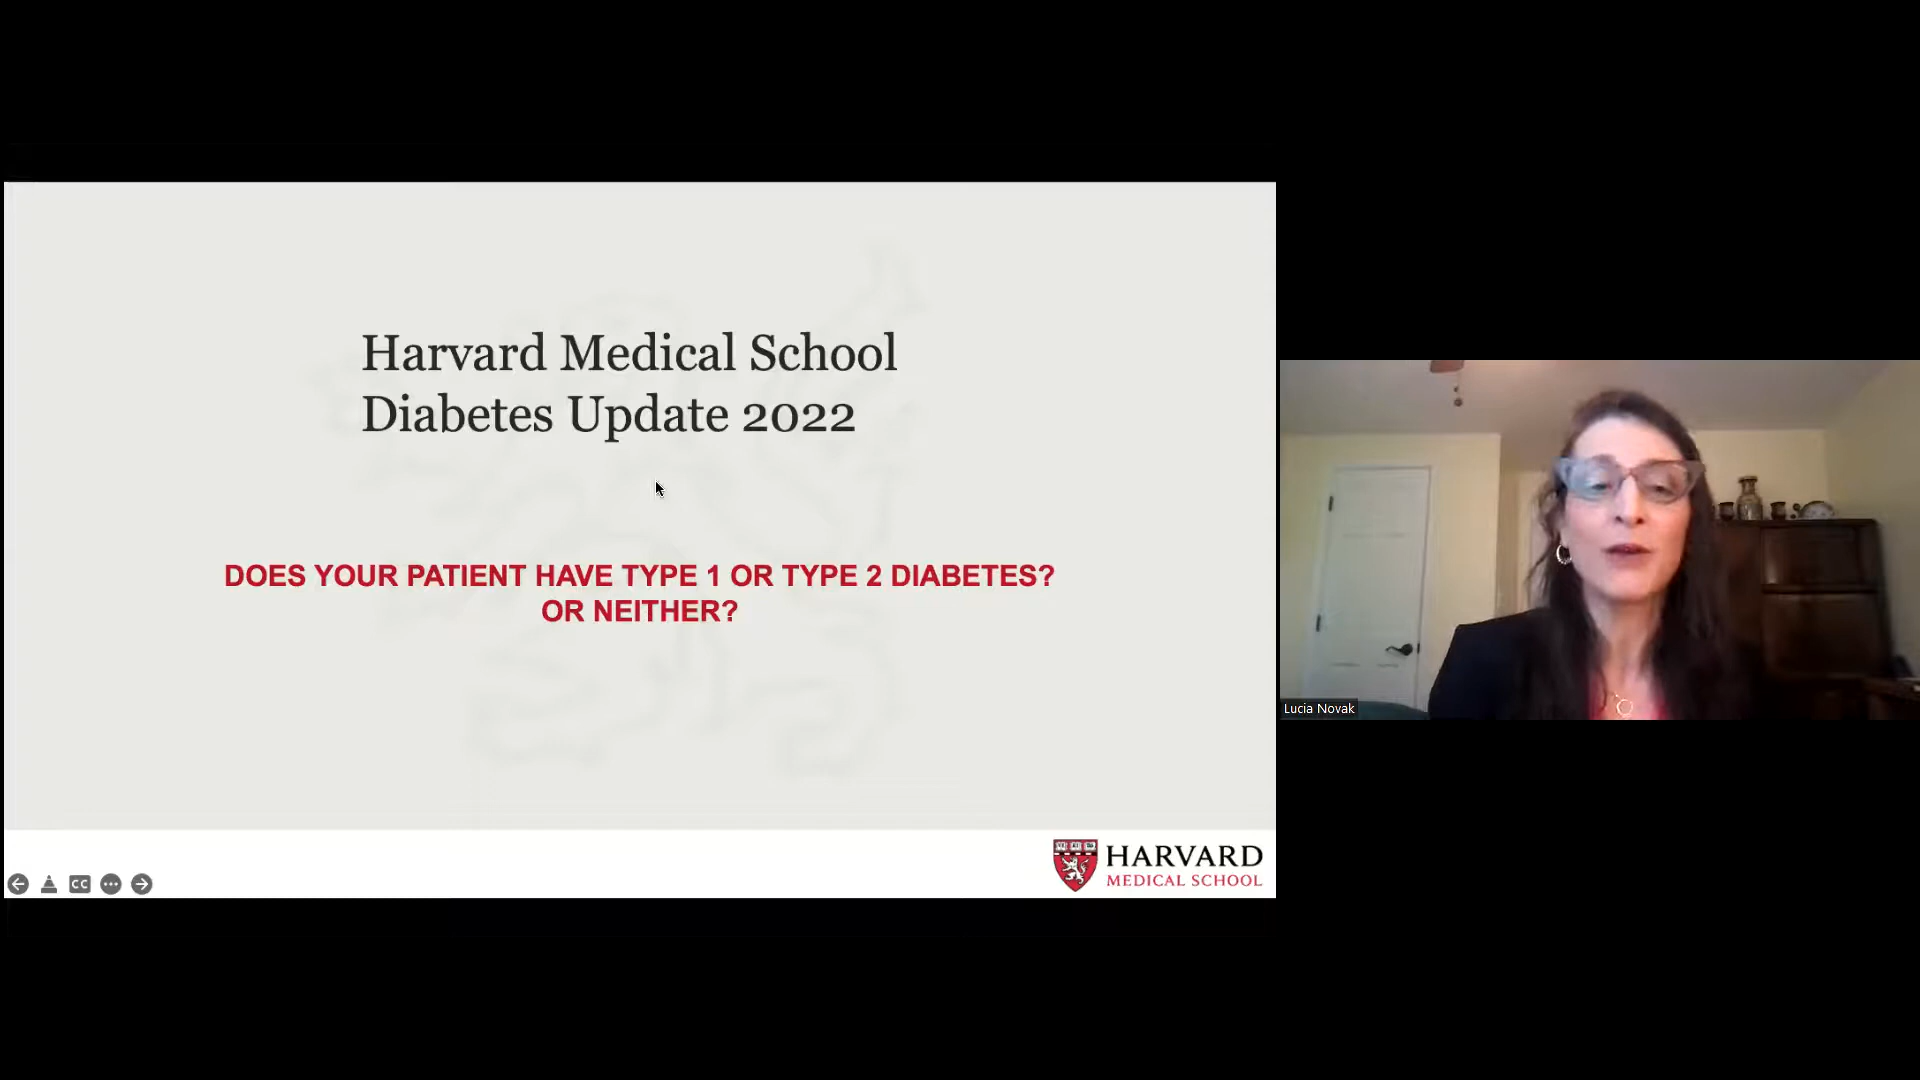 Harvard Medical School
Diabetes Update 2022
DOES YOUR PATIENT HAVE TYPE 1 OR TYPE 2 DIABETES?
OR NEITHER?
HARVARD
MEDICAL SCHOOL
CC
Lucia Novak